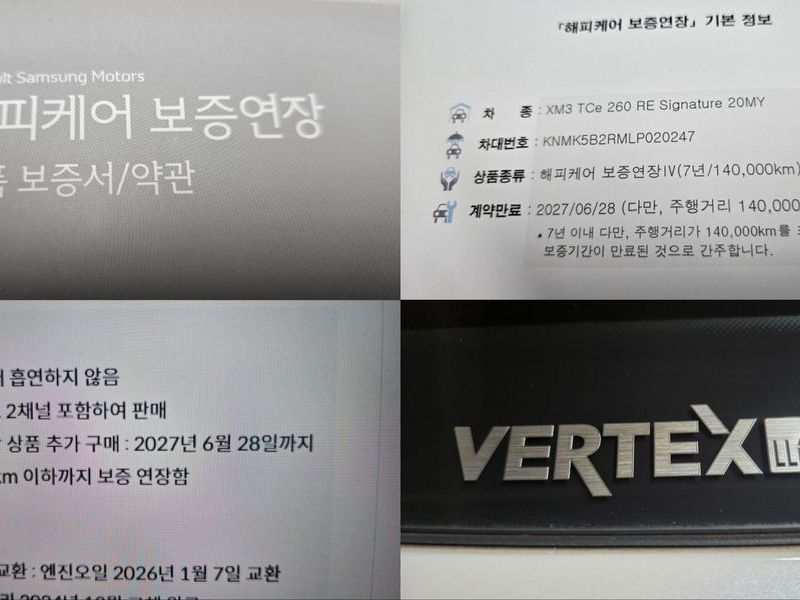 lt Samsung Motors
피케어 보증연장
품 보증서/약관
「해피케어 보증연장」 기본 정보
차 종 : XM3 TCe 260 RE Signature 20MY
차대번호 : KNMK5B2RMLP020247
상품종류 : 해피케어 보증연장Ⅳ(7년/140,000km)
계약만료 : 2027/06/28 (다만, 주행거리 140,000
* 7년 이내 다만, 주행거리가 140,000km를
보증기간이 만료된 것으로 간주합니다.
흡연하지 않음
2채널 포함하여 판매
상품 추가 구매 : 2027년 6월 28일까지
km 이하까지 보증 연장함
교환 : 엔진오일 2026년 1월 7일 교환
VERTEX